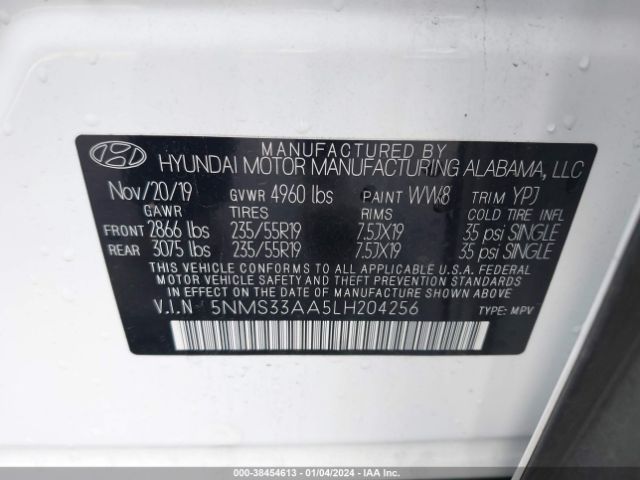 MANUFACTURED BY
HYUNDAI MOTOR MANUFACTURING ALABAMA, LLC
Nov/20/19 GVWR 4960 lbs PAINT WW8 TRIM YPJ
GAWR TIRES RIMS COLD TIRE INFL
FRONT 2866 lbs 235/55R19 7.5JX19 35 psi SINGLE
REAR 3075 lbs 235/55R19 7.5JX19 35 psi SINGLE
THIS VEHICLE CONFORMS TO ALL APPLICABLE U.S.A. FEDERAL
MOTOR VEHICLE SAFETY AND THEFT PREVENTION STANDARDS
IN EFFECT ON THE DATE OF MANUFACTURE SHOWN ABOVE.
V.I.N 5NMS33AA5LH204256 TYPE: MPV
000-38454613 - 01/04/2024 - IAA Inc.